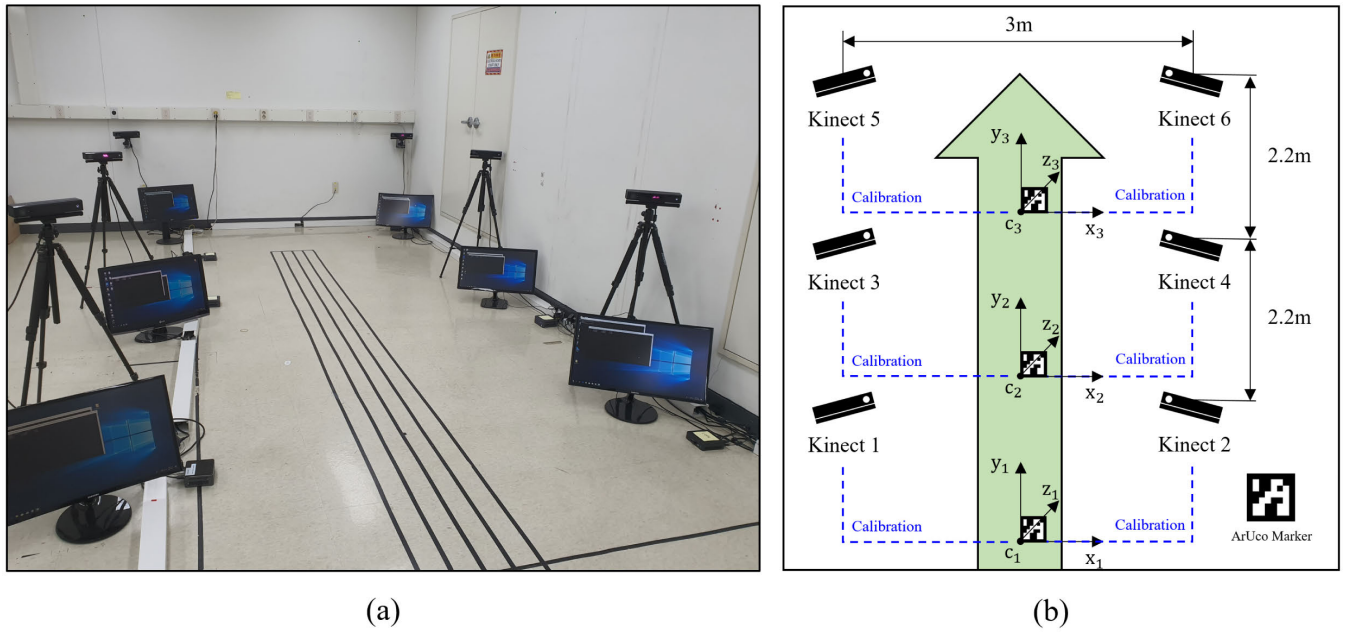 3m
Kinect 5
Kinect 6
y3
z3
2.2m
Calibration
Calibration
c3
x3
Kinect 3
Kinect 4
y2
z2
2.2m
Calibration
Calibration
c2
x2
Kinect 1
Kinect 2
y1
z1
Calibration
Calibration
ArUco Marker
c1
x1
(a)
(b)